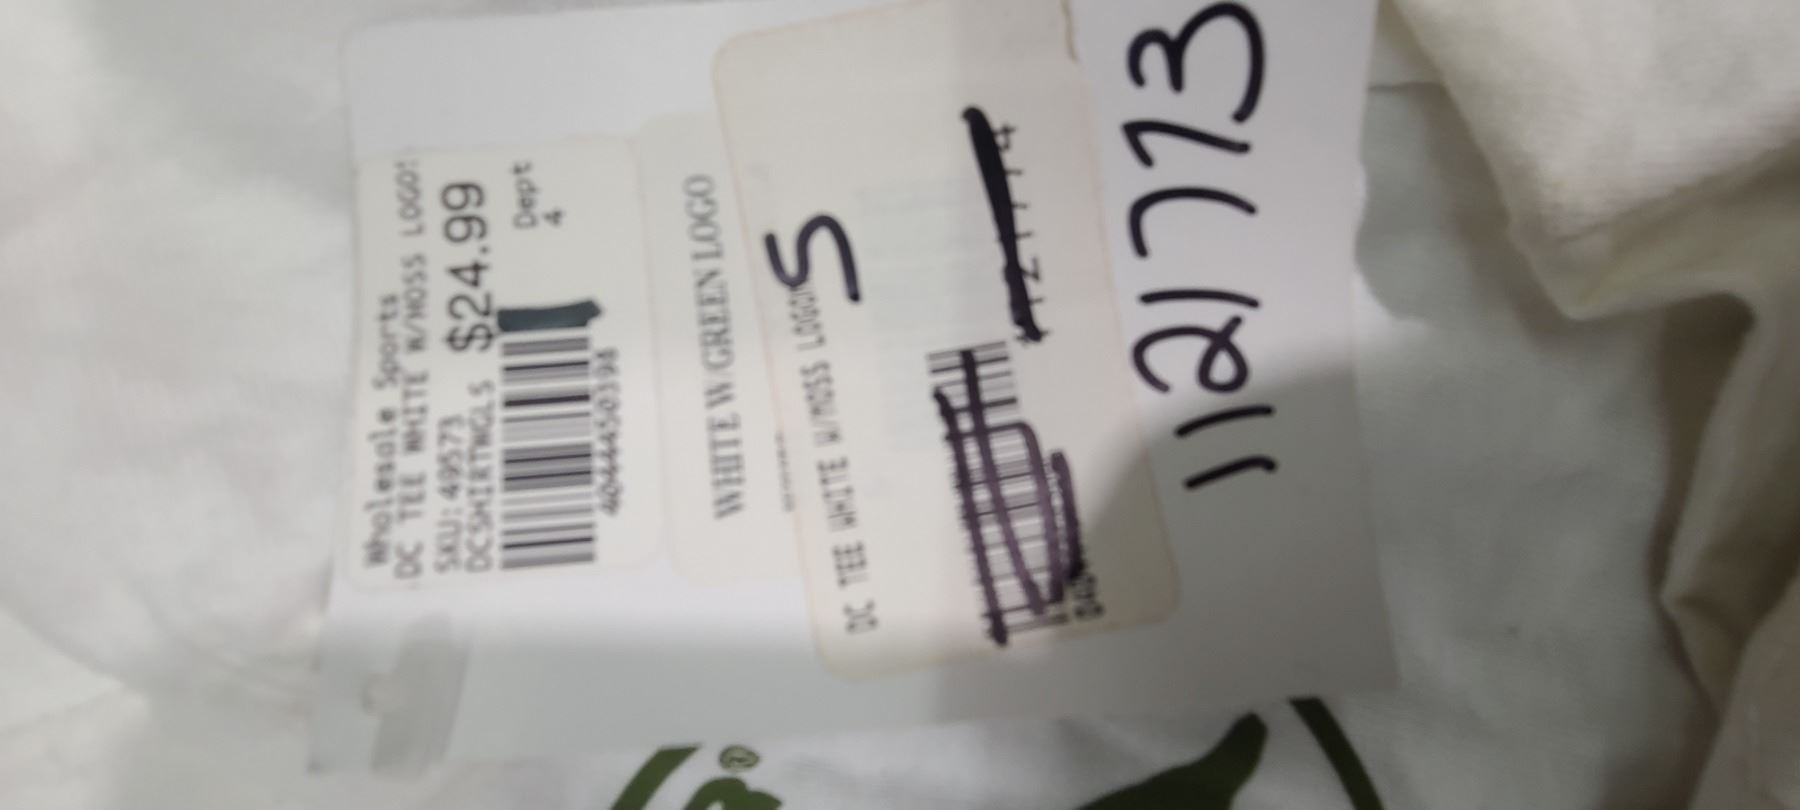 Wholesale Sports
DC TEE WHITE W/MOSS LOGO!
SKU: 49573
DCSHIRTWGLS $24.99
Dept
4
40444450398
WHITE W/GREEN LOGO
S
DC TEE WHITE W/MOSS LOGO
1121773
®